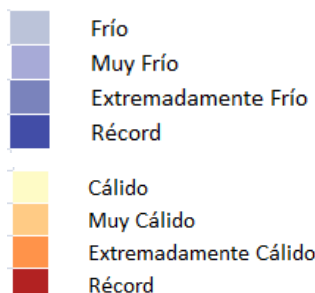 Frío
Muy Frío
Extremadamente Frío
Récord
Cálido
Muy Cálido
Extremadamente Cálido
Récord